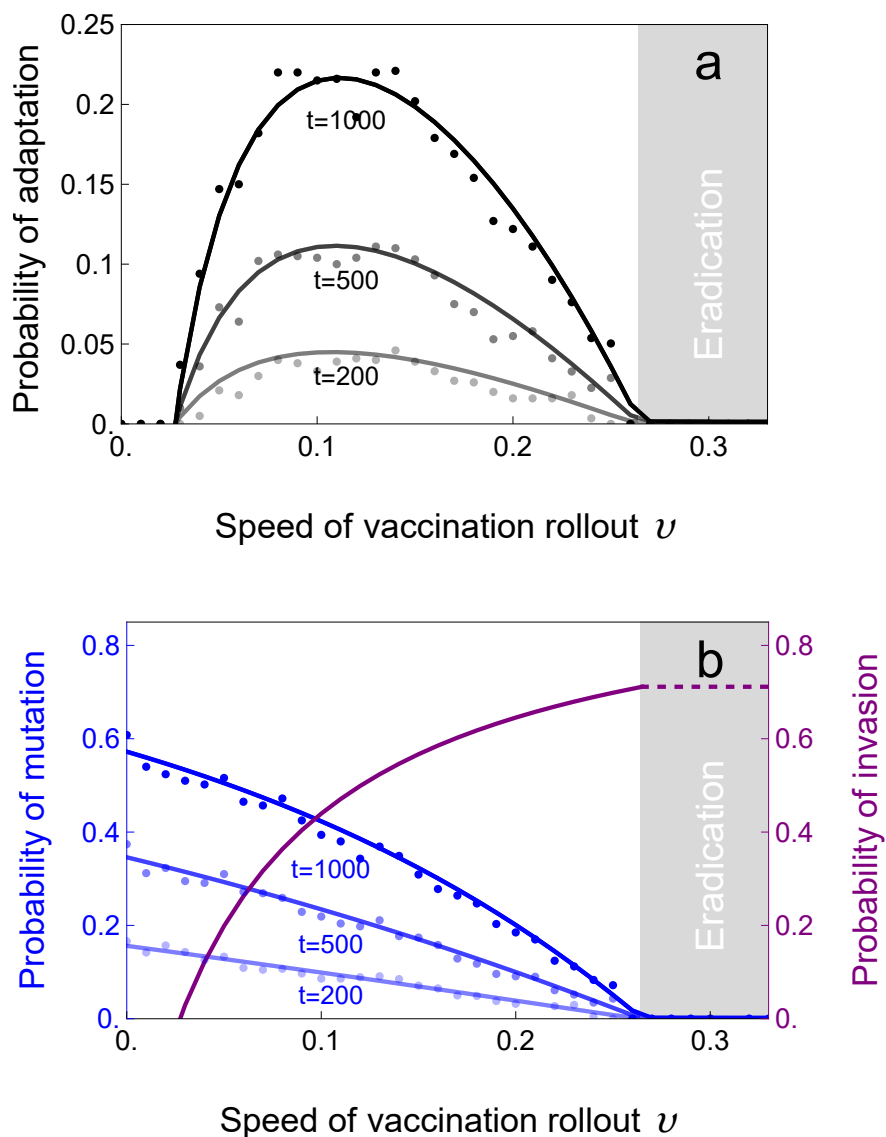 a
Probability of adaptation
0.25
0.2
0.15
0.1
0.05
0.
t=1000
t=500
t=200
Eradication
0. 0.1 0.2 0.3
Speed of vaccination rollout υ
b
Probability of mutation
0.8
0.6
0.4
0.2
0.
t=1000
t=500
t=200
Eradication
0.8
0.6
0.4
0.2
0.
Probability of invasion
0. 0.1 0.2 0.3
Speed of vaccination rollout υ